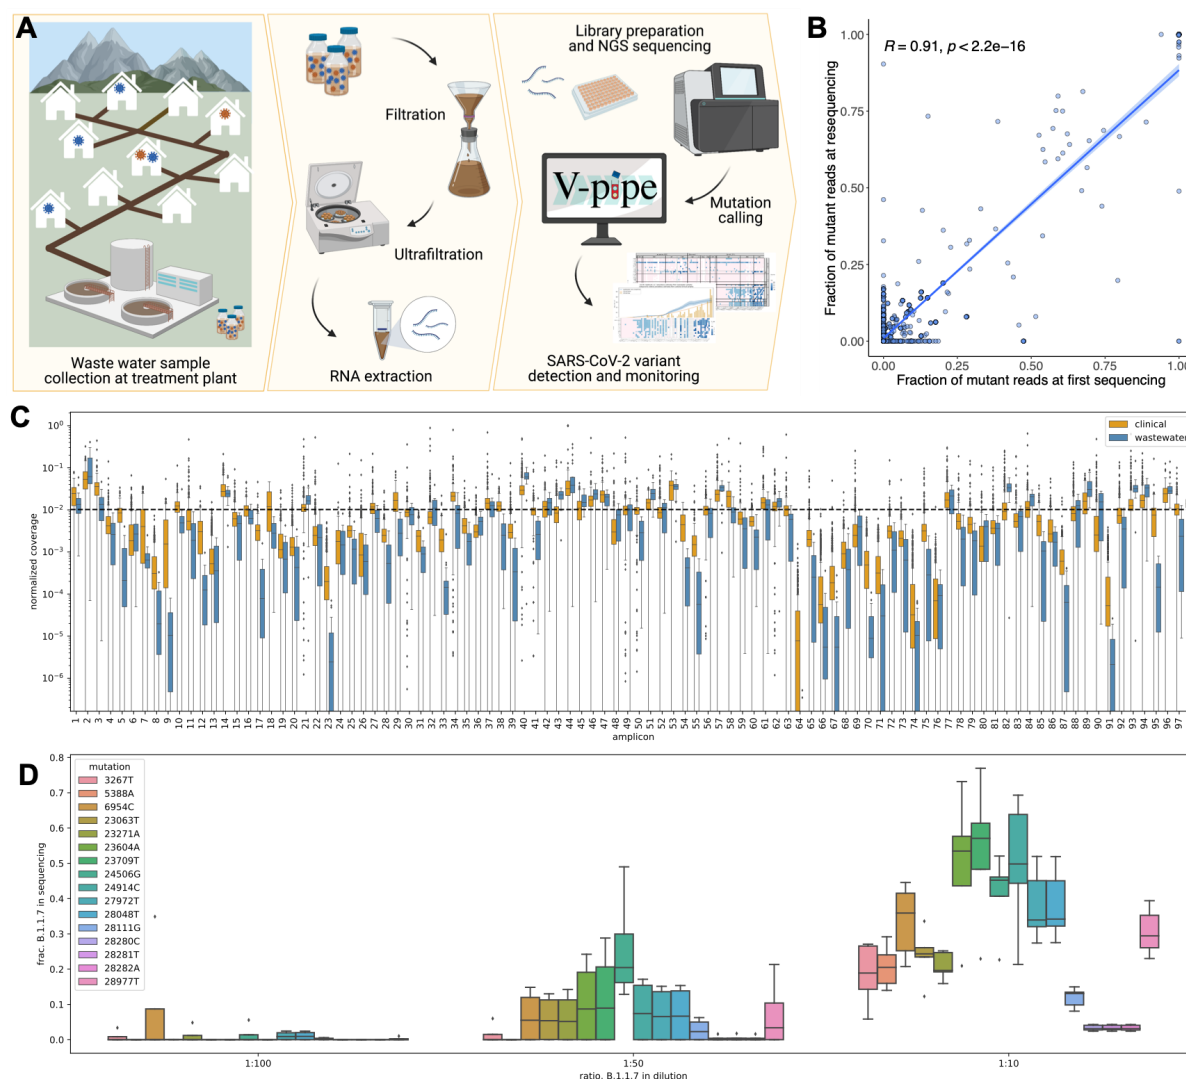 A
Waste water sample
collection at treatment plant
Filtration
Ultrafiltration
RNA extraction
Library preparation
and NGS sequencing
V-pipe
Mutation
calling
SARS-CoV-2 variant
detection and monitoring
B
R = 0.91, p < 2.2e−16
Fraction of mutant reads at resequencing
1.00
0.75
0.50
0.25
0.00
0.00 0.25 0.50 0.75 1.00
Fraction of mutant reads at first sequencing
C
clinical
wastewater
normalized coverage
10^0
10^−1
10^−2
10^−3
10^−4
10^−5
10^−6
1 2 3 4 5 6 7 8 9 10 11 12 13 14 15 16 17 18 19 20 21 22 23 24 25 26 27 28 29 30 31 32 33 34 35 36 37 38 39 40 41 42 43 44 45 46 47 48 49 50 51 52 53 54 55 56 57 58 59 60 61 62 63 64 65 66 67 68 69 70 71 72 73 74 75 76 77 78 79 80 81 82 83 84 85 86 87 88 89 90 91 92 93 94 95 96 97
amplicon
D
mutation
3267T
5388A
6954C
23063T
23271A
23604A
23709T
24506G
24914C
27972T
28048T
28111G
28280C
28281T
28282A
28977T
frac. B.1.1.7 in sequencing
0.8
0.7
0.6
0.5
0.4
0.3
0.2
0.1
0.0
1:100 1:50 1:10
ratio. B.1.1.7 in dilution